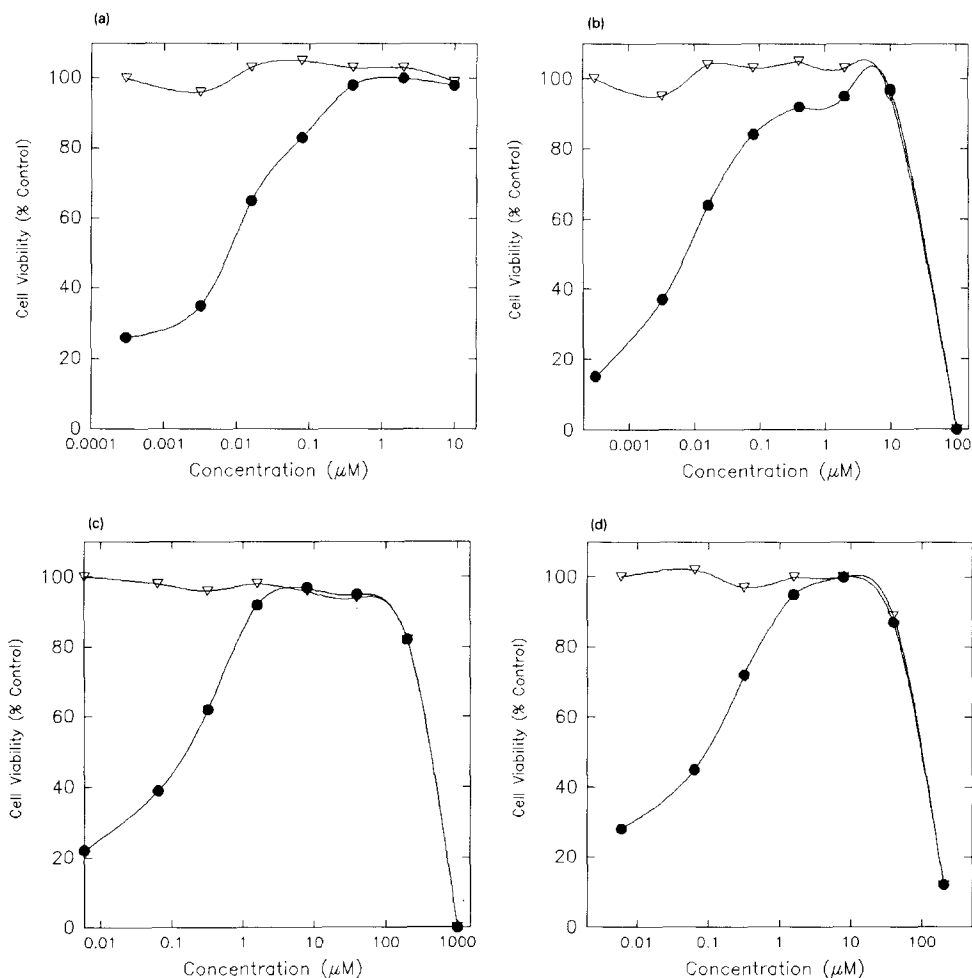 (a)
100
80
60
40
20
0
Cell Viability (% Control)
0.0001 0.001 0.01 0.1 1 10
Concentration (μM)
(b)
100
80
60
40
20
0
Cell Viability (% Control)
0.001 0.01 0.1 1 10 100
Concentration (μM)
(c)
100
80
60
40
20
0
Cell Viability (% Control)
0.01 0.1 1 10 100 1000
Concentration (μM)
(d)
100
80
60
40
20
0
Cell Viability (% Control)
0.01 0.1 1 10 100
Concentration (μM)